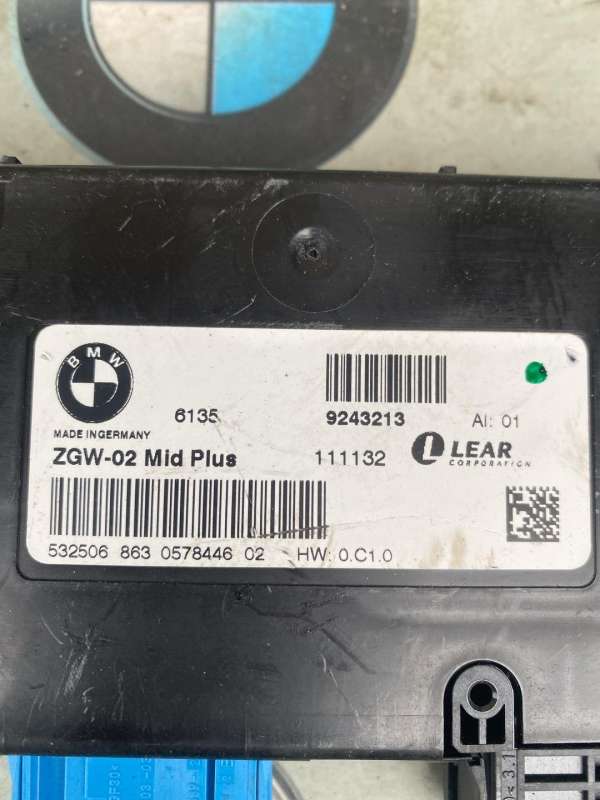 BMW
6135 9243213 AI: 01
MADE INGERMANY
ZGW-02 Mid Plus 111132 LEAR
CORPORATION
532506 863 0578446 02 HW: 0.C1.0